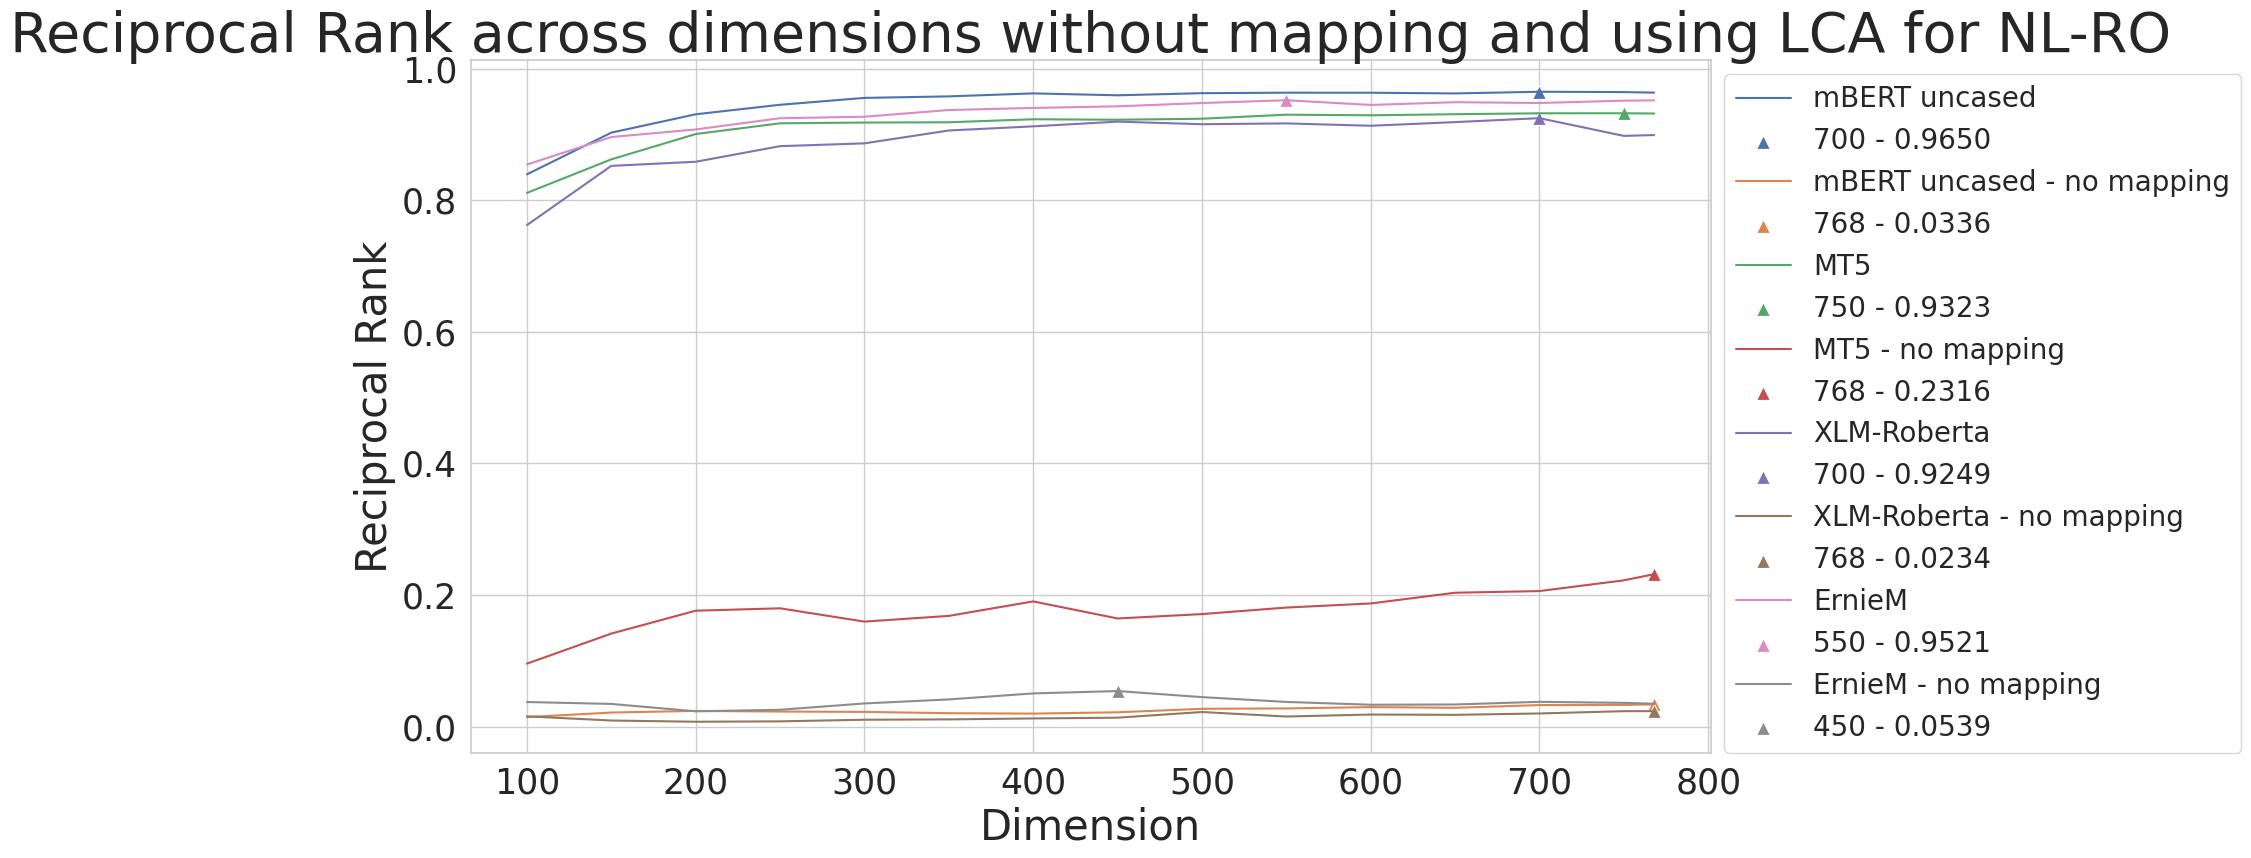 Reciprocal Rank across dimensions without mapping and using LCA for NL-RO
Reciprocal Rank
1.0
0.8
0.6
0.4
0.2
0.0
100 200 300 400 500 600 700 800
Dimension
mBERT uncased
700 - 0.9650
mBERT uncased - no mapping
768 - 0.0336
MT5
750 - 0.9323
MT5 - no mapping
768 - 0.2316
XLM-Roberta
700 - 0.9249
XLM-Roberta - no mapping
768 - 0.0234
ErnieM
550 - 0.9521
ErnieM - no mapping
450 - 0.0539